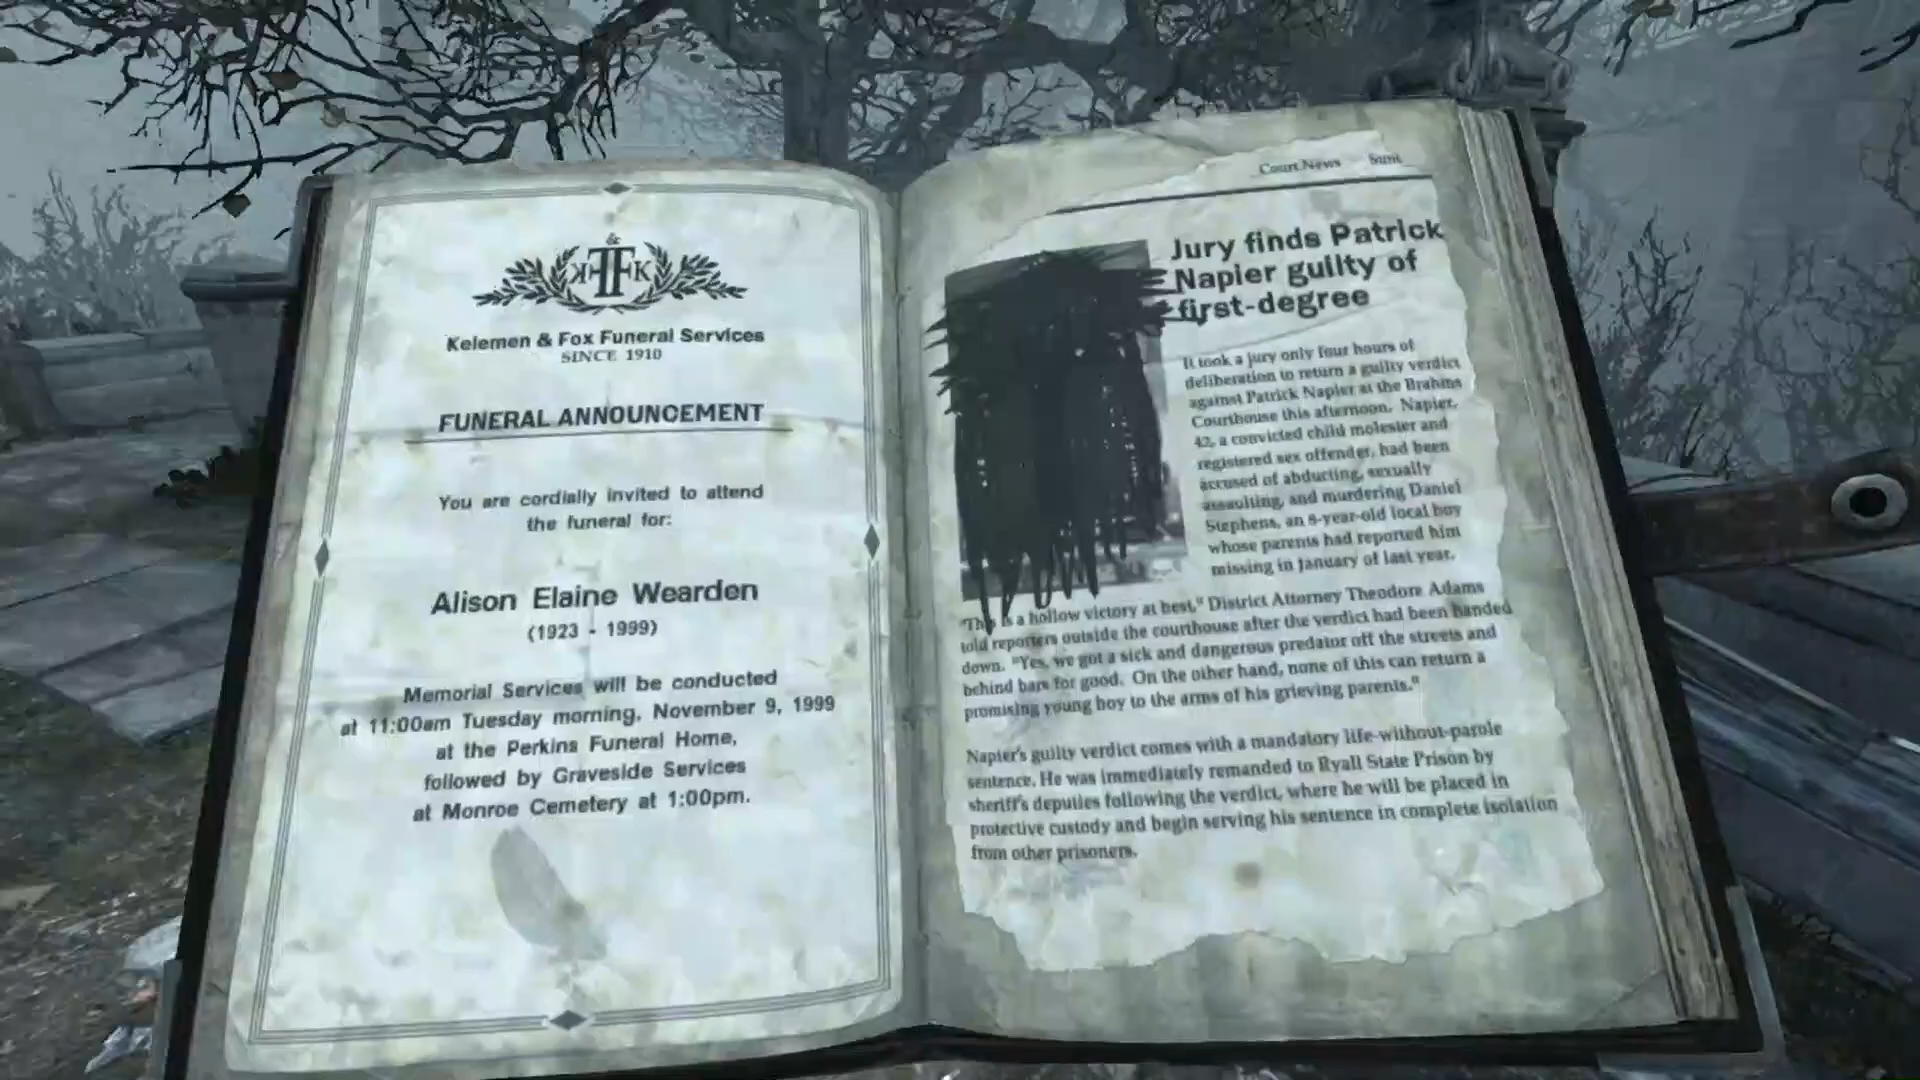 &
KFFK
Kelemen & Fox Funeral Services
SINCE 1910
FUNERAL ANNOUNCEMENT
You are cordially invited to attend
the funeral for:
Alison Elaine Wearden
(1923 - 1999)
Memorial Services will be conducted
at 11:00am Tuesday morning, November 9, 1999
at the Perkins Funeral Home,
followed by Graveside Services
at Monroe Cemetery at 1:00pm.
Court News
Jury finds Patrick
Napier guilty of
first-degree
It took a jury only four hours of
deliberation to return a guilty verdict
against Patrick Napier at the Brahms
Courthouse this afternoon. Napier,
42, a convicted child molester and
registered sex offender, had been
accused of abducting, sexually
assaulting, and murdering Daniel
Stephens, an 8-year-old local boy
whose parents had reported him
missing in January of last year.
"This is a hollow victory at best," District Attorney Theodore Adams
told reporters outside the courthouse after the verdict had been handed
down. "Yes, we got a sick and dangerous predator off the streets and
behind bars for good. On the other hand, none of this can return a
promising young boy to the arms of his grieving parents."
Napier's guilty verdict comes with a mandatory life-without-parole
sentence. He was immediately remanded to Ryall State Prison by
sheriff's deputies following the verdict, where he will be placed in
protective custody and begin serving his sentence in complete isolation
from other prisoners.